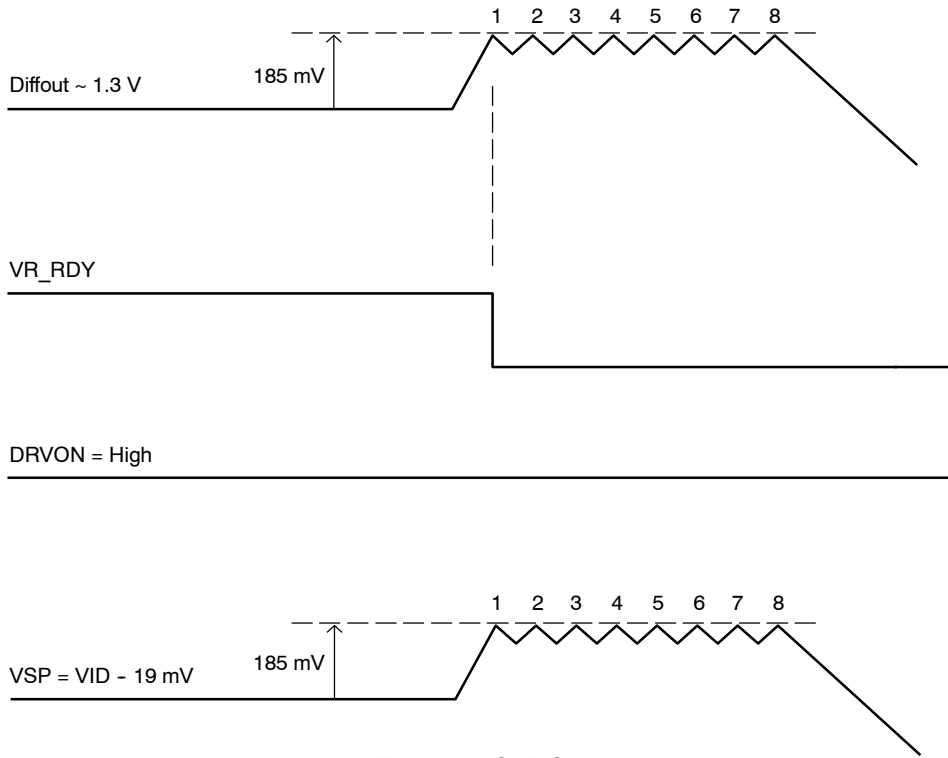 1 2 3 4 5 6 7 8
185 mV
Diffout ~ 1.3 V
VR_RDY
DRVON = High
1 2 3 4 5 6 7 8
185 mV
VSP = VID - 19 mV